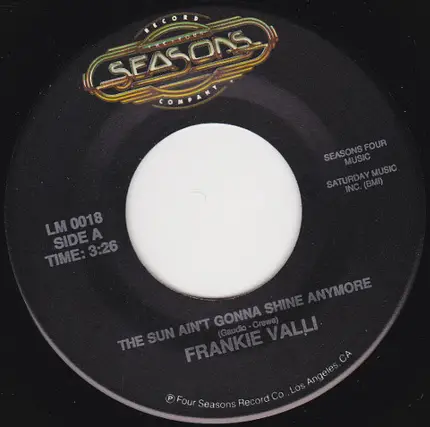 RECORD
FOUR
SEASONS
COMPANY
SEASONS FOUR
MUSIC
SATURDAY MUSIC
INC. (BMI)
LM 0018
SIDE A
TIME: 3:26
THE SUN AIN'T GONNA SHINE ANYMORE
(Gaudio - Crewe)
FRANKIE VALLI
℗ Four Seasons Record Co., Los Angeles, CA